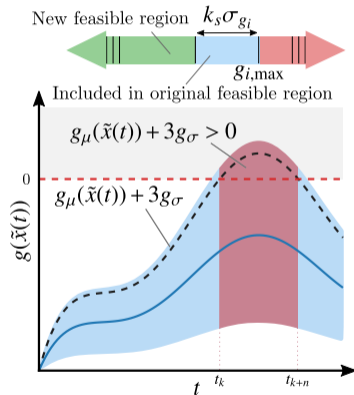 New feasible region
k_sσ_{g_i}
g_{i,max}
Included in original feasible region
g_μ(x̃(t)) + 3g_σ > 0
0
g_μ(x̃(t)) + 3g_σ
g(x̃(t))
t
t_k
t_{k+n}